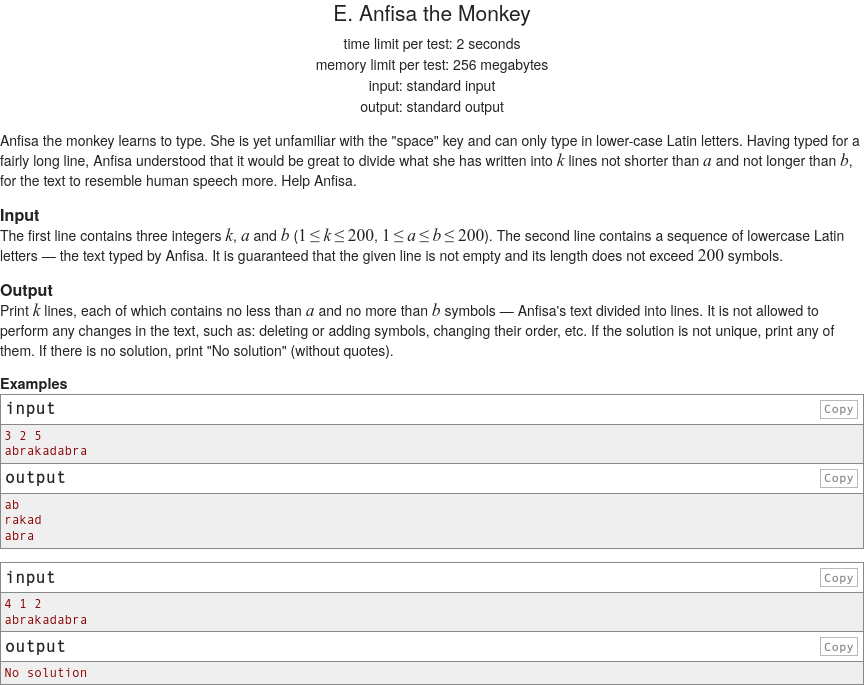 E. Anfisa the Monkey
time limit per test: 2 seconds
memory limit per test: 256 megabytes
input: standard input
output: standard output
Anfisa the monkey learns to type. She is yet unfamiliar with the "space" key and can only type in lower-case Latin letters. Having typed for a
fairly long line, Anfisa understood that it would be great to divide what she has written into k lines not shorter than a and not longer than b,
for the text to resemble human speech more. Help Anfisa.
Input
The first line contains three integers k, a and b (1 ≤ k ≤ 200, 1 ≤ a ≤ b ≤ 200). The second line contains a sequence of lowercase Latin
letters — the text typed by Anfisa. It is guaranteed that the given line is not empty and its length does not exceed 200 symbols.
Output
Print k lines, each of which contains no less than a and no more than b symbols — Anfisa's text divided into lines. It is not allowed to
perform any changes in the text, such as: deleting or adding symbols, changing their order, etc. If the solution is not unique, print any of
them. If there is no solution, print "No solution" (without quotes).
Examples
input Copy
3 2 5
abrakadabra
output Copy
ab
rakad
abra
input Copy
4 1 2
abrakadabra
output Copy
No solution